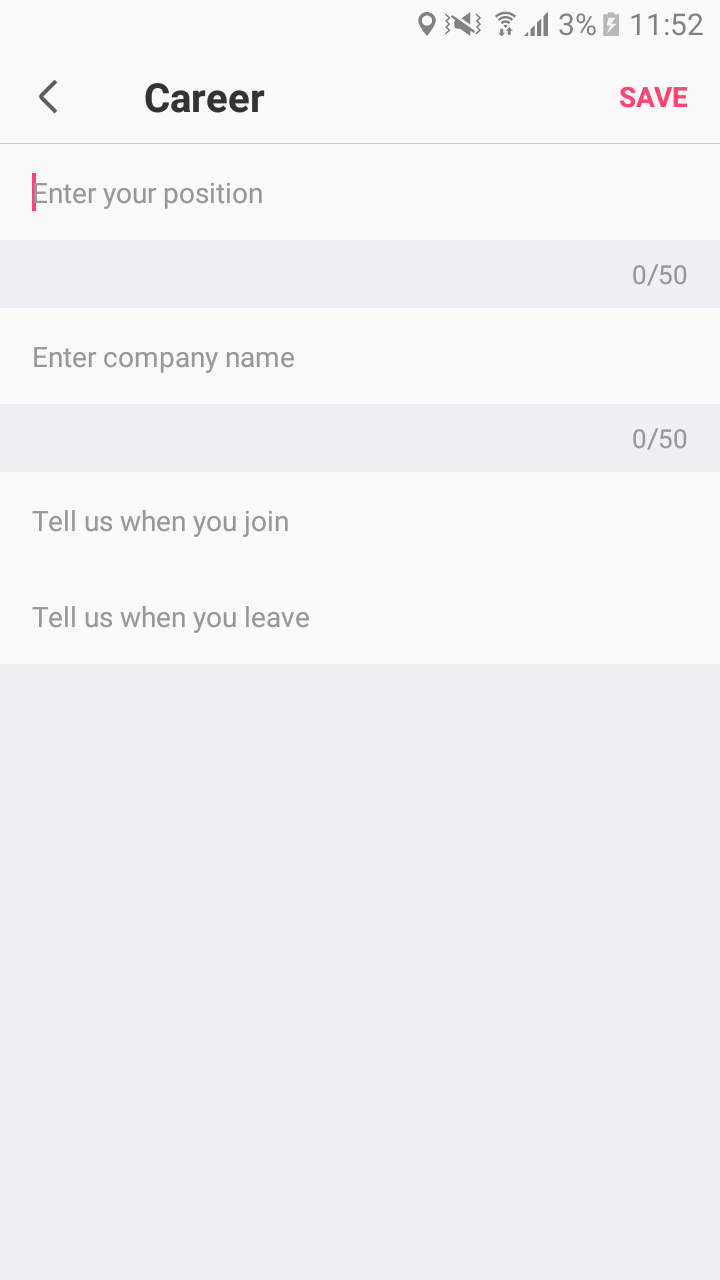 3% 11:52
Career SAVE
Enter your position
0/50
Enter company name
0/50
Tell us when you join
Tell us when you leave